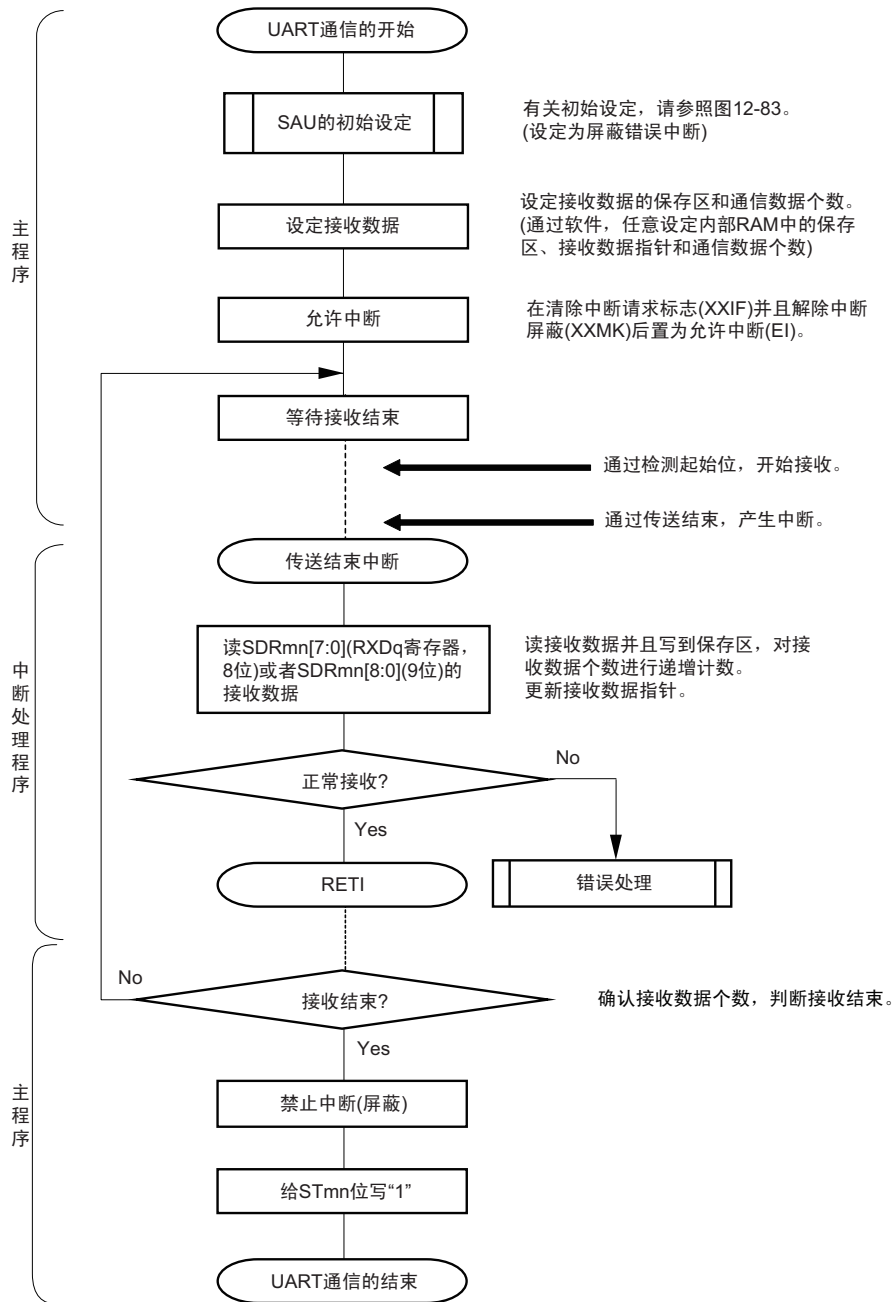 UART通信的开始
SAU的初始设定
有关初始设定，请参照图12-83。
(设定为屏蔽错误中断)
主
程
序
设定接收数据
设定接收数据的保存区和通信数据个数。
(通过软件，任意设定内部RAM中的保存
区、接收数据指针和通信数据个数)
允许中断
在清除中断请求标志(XXIF)并且解除中断
屏蔽(XXMK)后置为允许中断(EI)。
等待接收结束
通过检测起始位，开始接收。
通过传送结束，产生中断。
传送结束中断
中
断
处
理
程
序
读SDRmn[7:0](RXDq寄存器，
8位)或者SDRmn[8:0](9位)的
接收数据
读接收数据并且写到保存区，对接
收数据个数进行递增计数。
更新接收数据指针。
正常接收?
No
Yes
RETI
错误处理
No
接收结束?
确认接收数据个数，判断接收结束。
Yes
主
程
序
禁止中断(屏蔽)
给STmn位写“1”
UART通信的结束